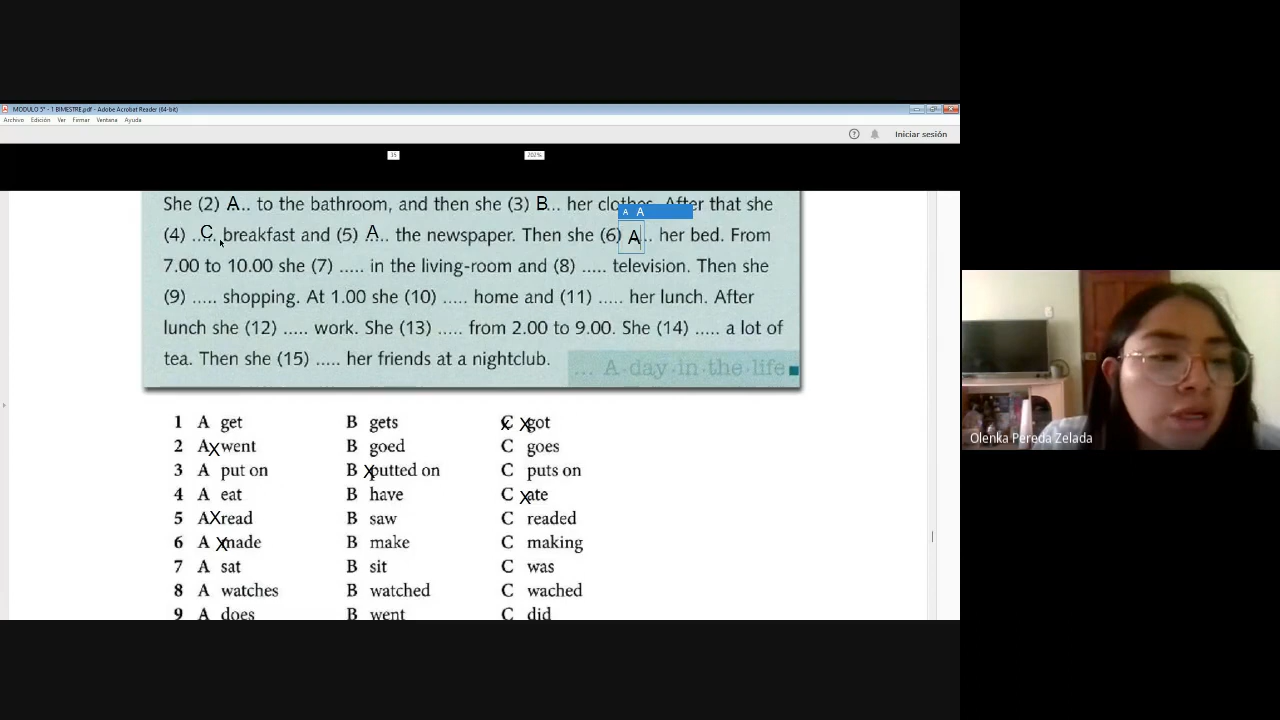 MODULO 5° - 1 BIMESTRE.pdf - Adobe Acrobat Reader (64-bit)
Archivo Edición Ver Firmar Ventana Ayuda
Iniciar sesión
35 702%
She (2) A.. to the bathroom, and then she (3) B... her clothes. After that she
A A
(4) ..C.. breakfast and (5) A... the newspaper. Then she (6) A... her bed. From
7.00 to 10.00 she (7) ..... in the living-room and (8) ..... television. Then she
(9) ..... shopping. At 1.00 she (10) ..... home and (11) ..... her lunch. After
lunch she (12) ..... work. She (13) ..... from 2.00 to 9.00. She (14) ..... a lot of
tea. Then she (15) ..... her friends at a nightclub.
... A·day·in·the·life
1 A get B gets C X got
2 A X went B goed C goes
3 A put on B X putted on C puts on
4 A eat B have C X ate
5 A X read B saw C readed
6 A X made B make C making
7 A sat B sit C was
8 A watches B watched C wached
9 A does B went C did
Olenka Pereda Zelada